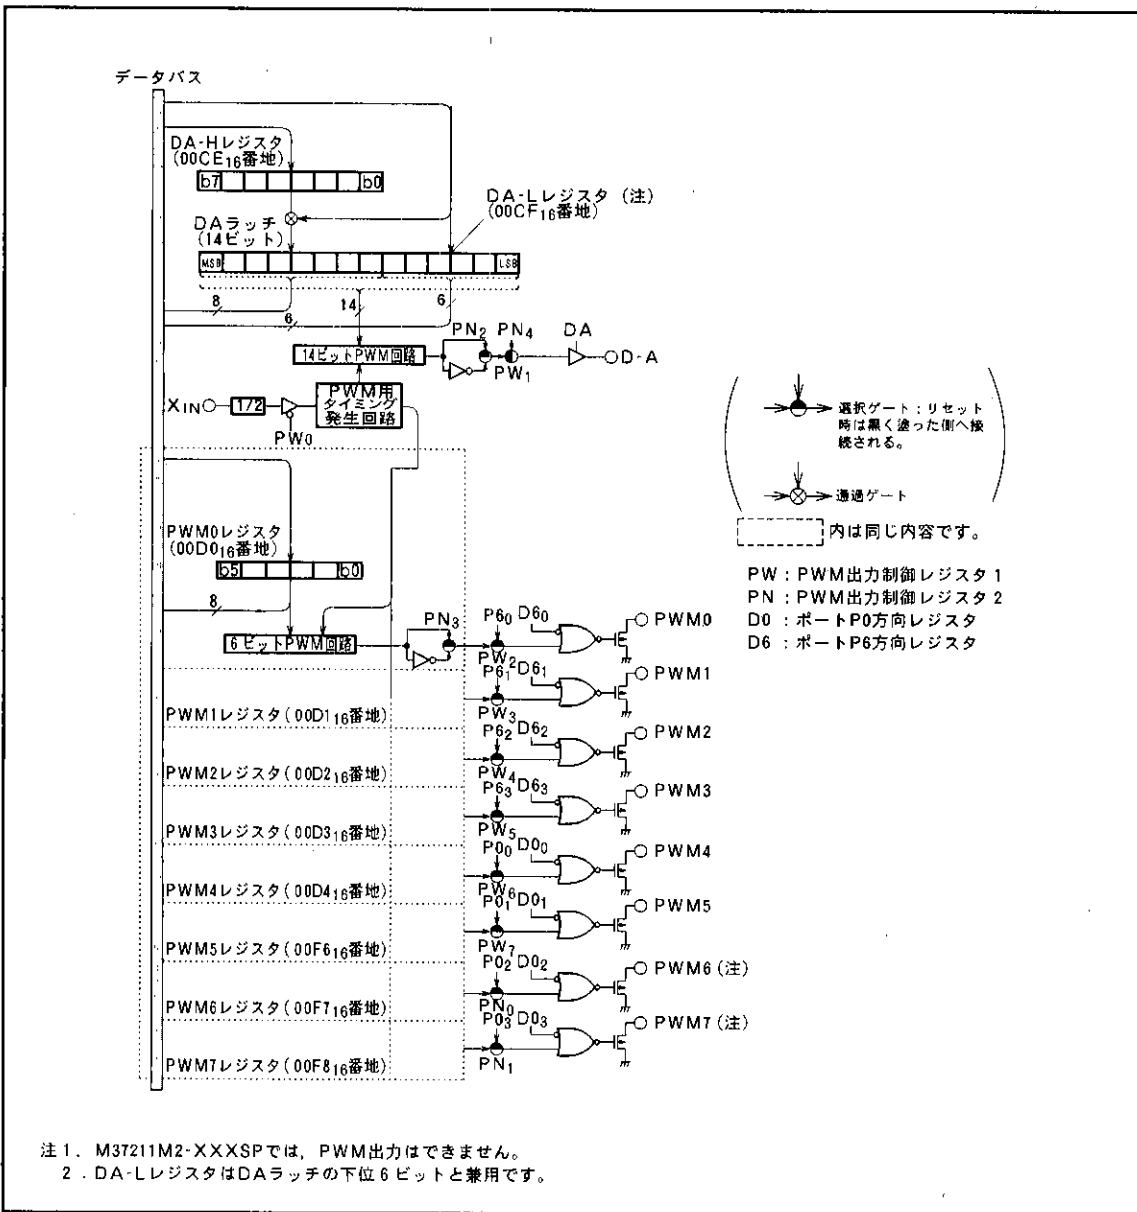 データバス
DA-Hレジスタ
(00CE16番地)
b7 b0
DA-Lレジスタ (注)
(00CF16番地)
DAラッチ
(14ビット)
MSB LSB
8 14 6
6
PN2 PN4 DA
14ビットPWM回路
PW1
D-A
XIN
1/2
PWM用
タイミング
発生回路
PW0
選択ゲート:リセット
時は黒く塗った側へ接
続される。
通過ゲート
内は同じ内容です。
PW:PWM出力制御レジスタ1
PN:PWM出力制御レジスタ2
D0:ポートP0方向レジスタ
D6:ポートP6方向レジスタ
PWM0レジスタ
(00D016番地)
b5 b0
8
6ビットPWM回路
PN3
P60 D60
PWM0
PW2
P61 D61
PWM1
PW3
PWM1レジスタ(00D116番地)
P62 D62
PWM2
PW4
PWM2レジスタ(00D216番地)
P63 D63
PWM3
PW5
PWM3レジスタ(00D316番地)
P00 D00
PWM4
PW6
PWM4レジスタ(00D416番地)
P01 D01
PWM5
PW7
PWM5レジスタ(00F616番地)
P02 D02
PWM6(注)
PN0
PWM6レジスタ(00F716番地)
P03 D03
PWM7(注)
PN1
PWM7レジスタ(00F816番地)
注1.M37211M2-XXXSPでは,PWM出力はできません。
2.DA-LレジスタはDAラッチの下位6ビットと兼用です。